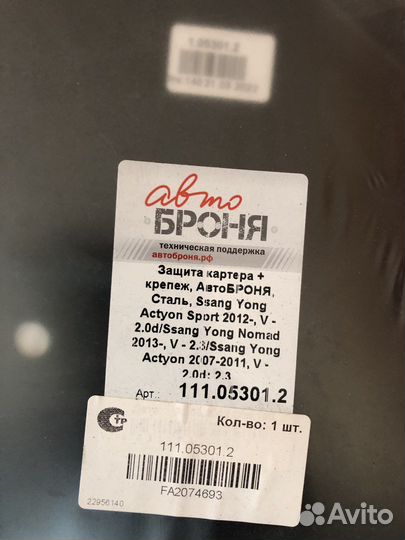 1.05301.2
авто
БРОНЯ
техническая поддержка
автоброня.рф
Защита картера +
крепеж, АвтоБРОНЯ,
Сталь, Ssang Yong
Actyon Sport 2012-, V -
2.0d/Ssang Yong Nomad
2013-, V - 2.3/Ssang Yong
Actyon 2007-2011, V -
2.0d; 2.3
Арт.: 111.05301.2
СТР
Кол-во: 1 шт.
111.05301.2
FA2074693
22956140
Avito